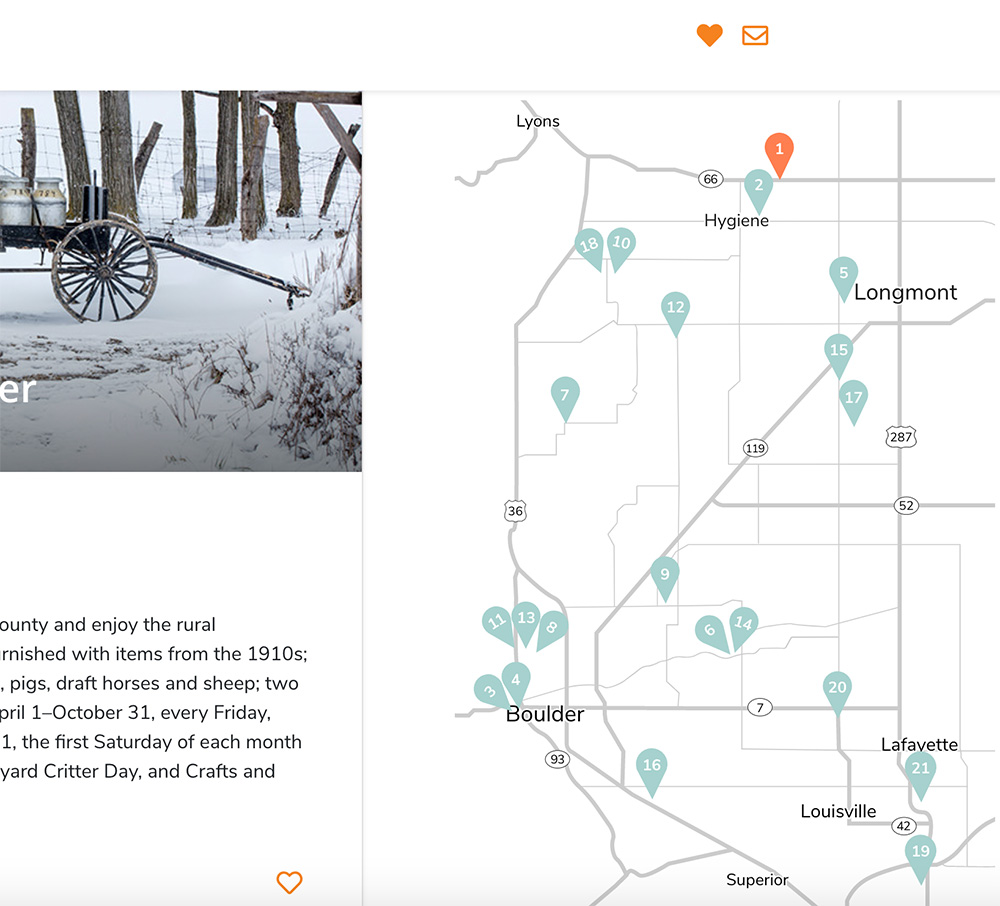 er
ounty and enjoy the rural
rnished with items from the 1910s;
, pigs, draft horses and sheep; two
pril 1–October 31, every Friday,
1, the first Saturday of each month
yard Critter Day, and Crafts and
Lyons
1
66
2
Hygiene
18
10
5
Longmont
12
15
7
17
287
119
52
36
9
11
13
8
6
14
4
3
20
Boulder
7
Lafayette
93
16
21
Louisville
42
19
Superior